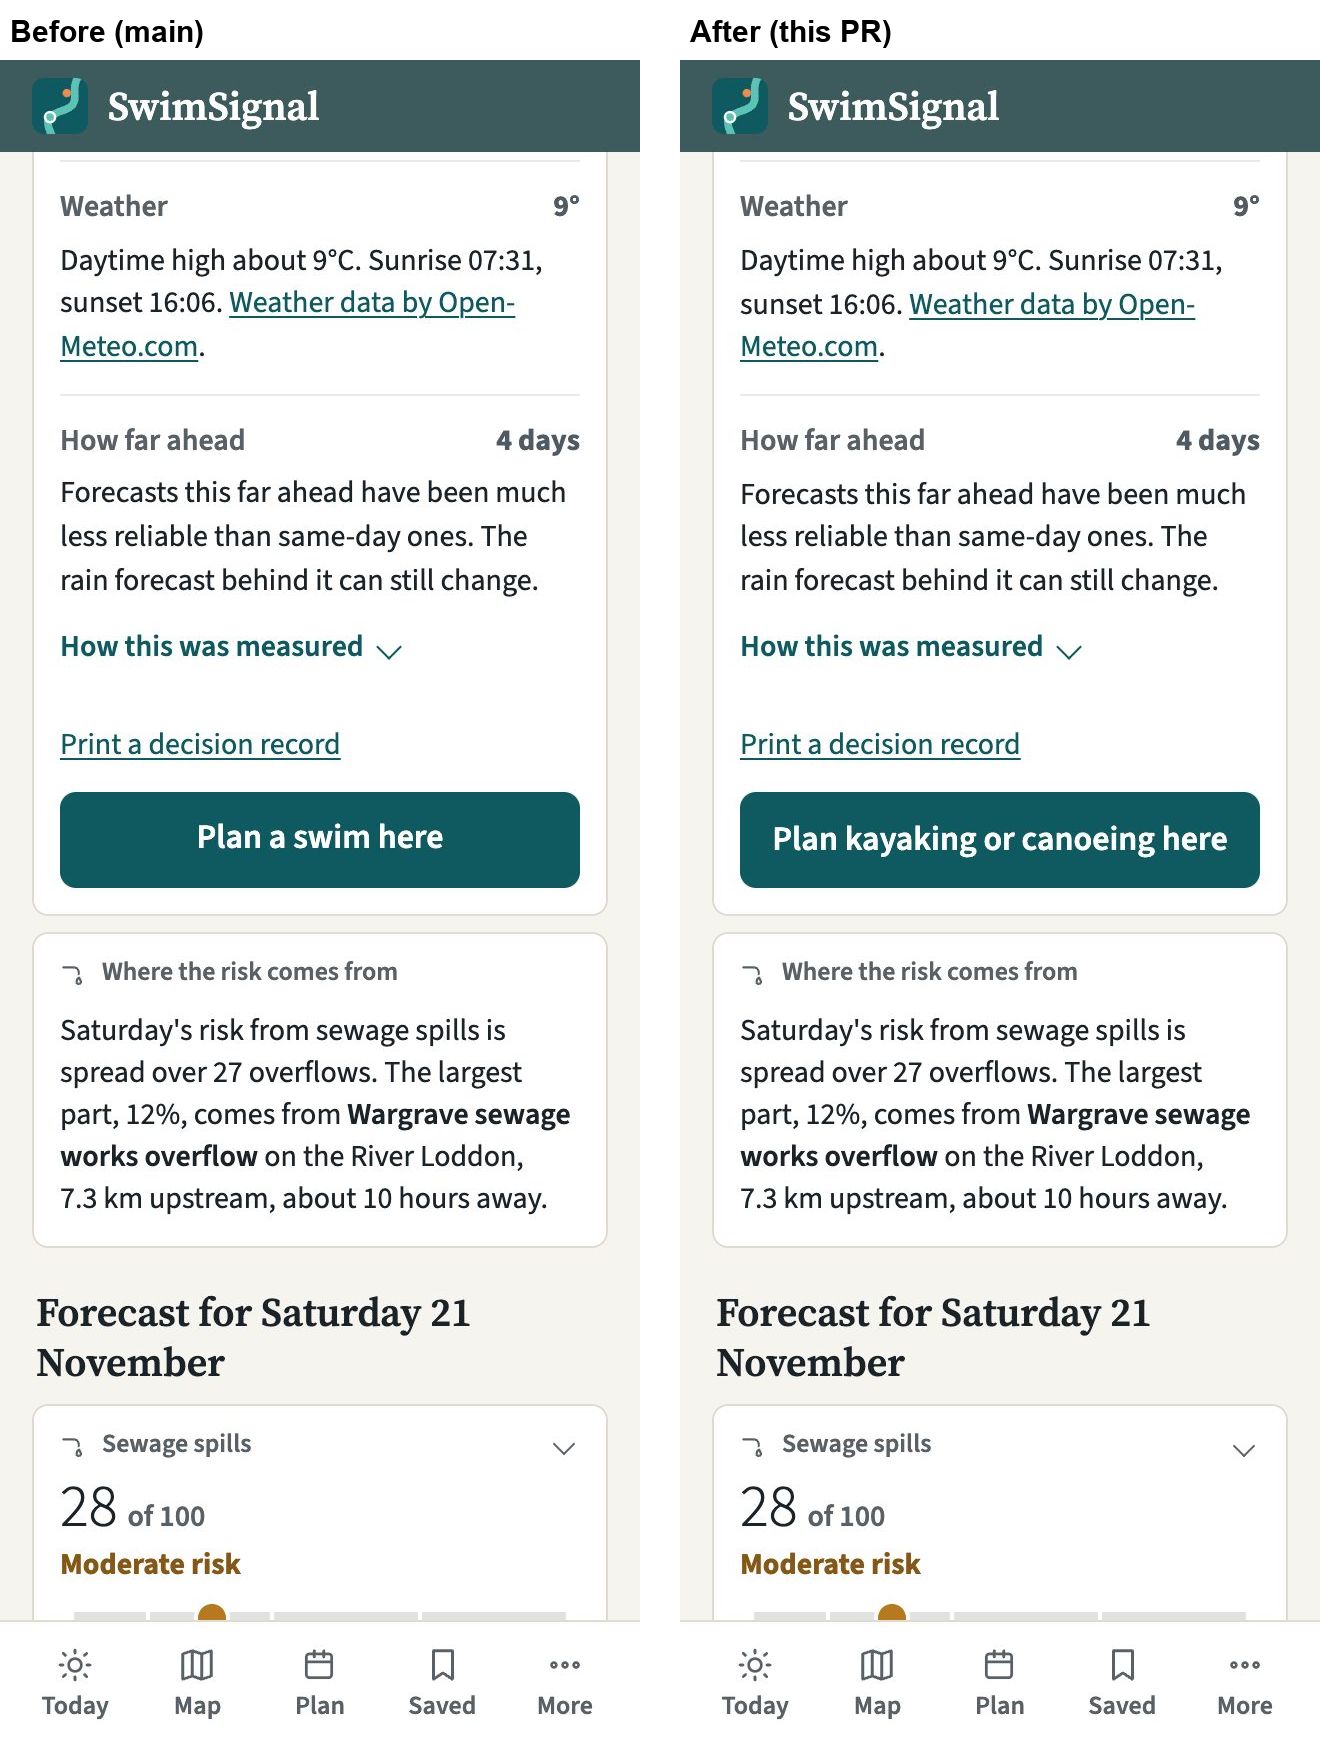 Before (main)
SwimSignal
Weather 9°
Daytime high about 9°C. Sunrise 07:31,
sunset 16:06. Weather data by Open-
Meteo.com.
How far ahead 4 days
Forecasts this far ahead have been much
less reliable than same-day ones. The
rain forecast behind it can still change.
How this was measured
Print a decision record
Plan a swim here
Where the risk comes from
Saturday's risk from sewage spills is
spread over 27 overflows. The largest
part, 12%, comes from Wargrave sewage
works overflow on the River Loddon,
7.3 km upstream, about 10 hours away.
Forecast for Saturday 21
November
Sewage spills
28 of 100
Moderate risk
Today Map Plan Saved More
After (this PR)
SwimSignal
Weather 9°
Daytime high about 9°C. Sunrise 07:31,
sunset 16:06. Weather data by Open-
Meteo.com.
How far ahead 4 days
Forecasts this far ahead have been much
less reliable than same-day ones. The
rain forecast behind it can still change.
How this was measured
Print a decision record
Plan kayaking or canoeing here
Where the risk comes from
Saturday's risk from sewage spills is
spread over 27 overflows. The largest
part, 12%, comes from Wargrave sewage
works overflow on the River Loddon,
7.3 km upstream, about 10 hours away.
Forecast for Saturday 21
November
Sewage spills
28 of 100
Moderate risk
Today Map Plan Saved More